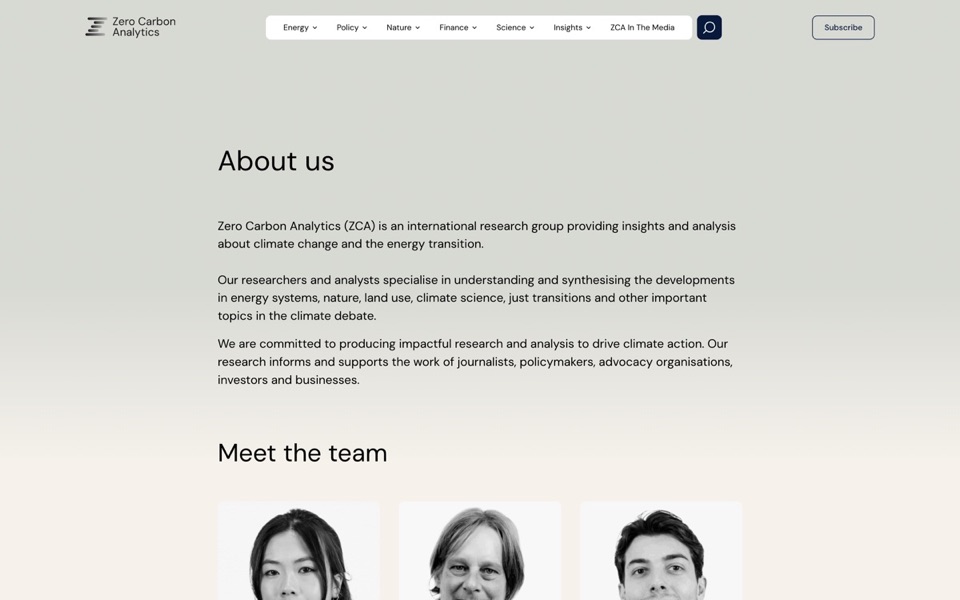 Zero Carbon
Analytics
Energy
Policy
Nature
Finance
Science
Insights
ZCA In The Media
Subscribe
About us
Zero Carbon Analytics (ZCA) is an international research group providing insights and analysis
about climate change and the energy transition.
Our researchers and analysts specialise in understanding and synthesising the developments
in energy systems, nature, land use, climate science, just transitions and other important
topics in the climate debate.
We are committed to producing impactful research and analysis to drive climate action. Our
research informs and supports the work of journalists, policymakers, advocacy organisations,
investors and businesses.
Meet the team